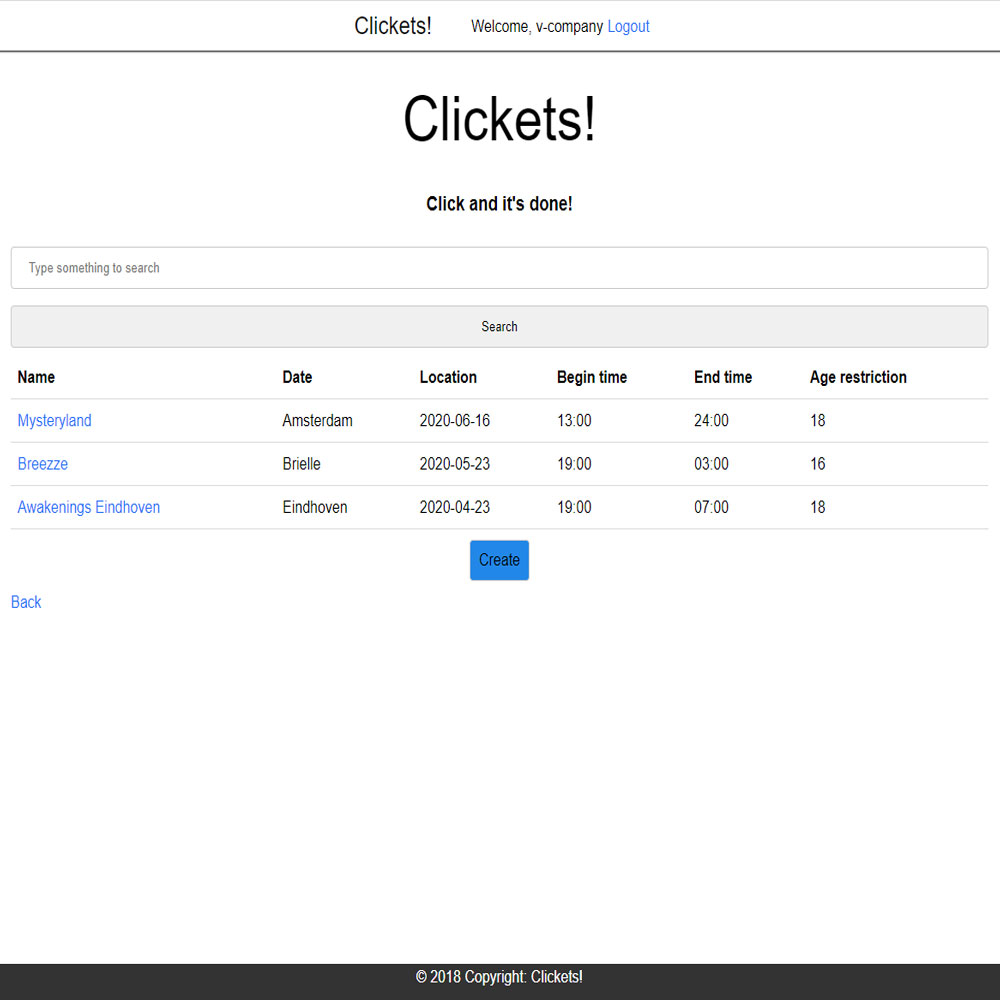 Clickets! Welcome, v-company Logout
Clickets!
Click and it's done!
Type something to search
Search
Name Date Location Begin time End time Age restriction
Mysteryland Amsterdam 2020-06-16 13:00 24:00 18
Breezze Brielle 2020-05-23 19:00 03:00 16
Awakenings Eindhoven Eindhoven 2020-04-23 19:00 07:00 18
Create
Back
© 2018 Copyright: Clickets!